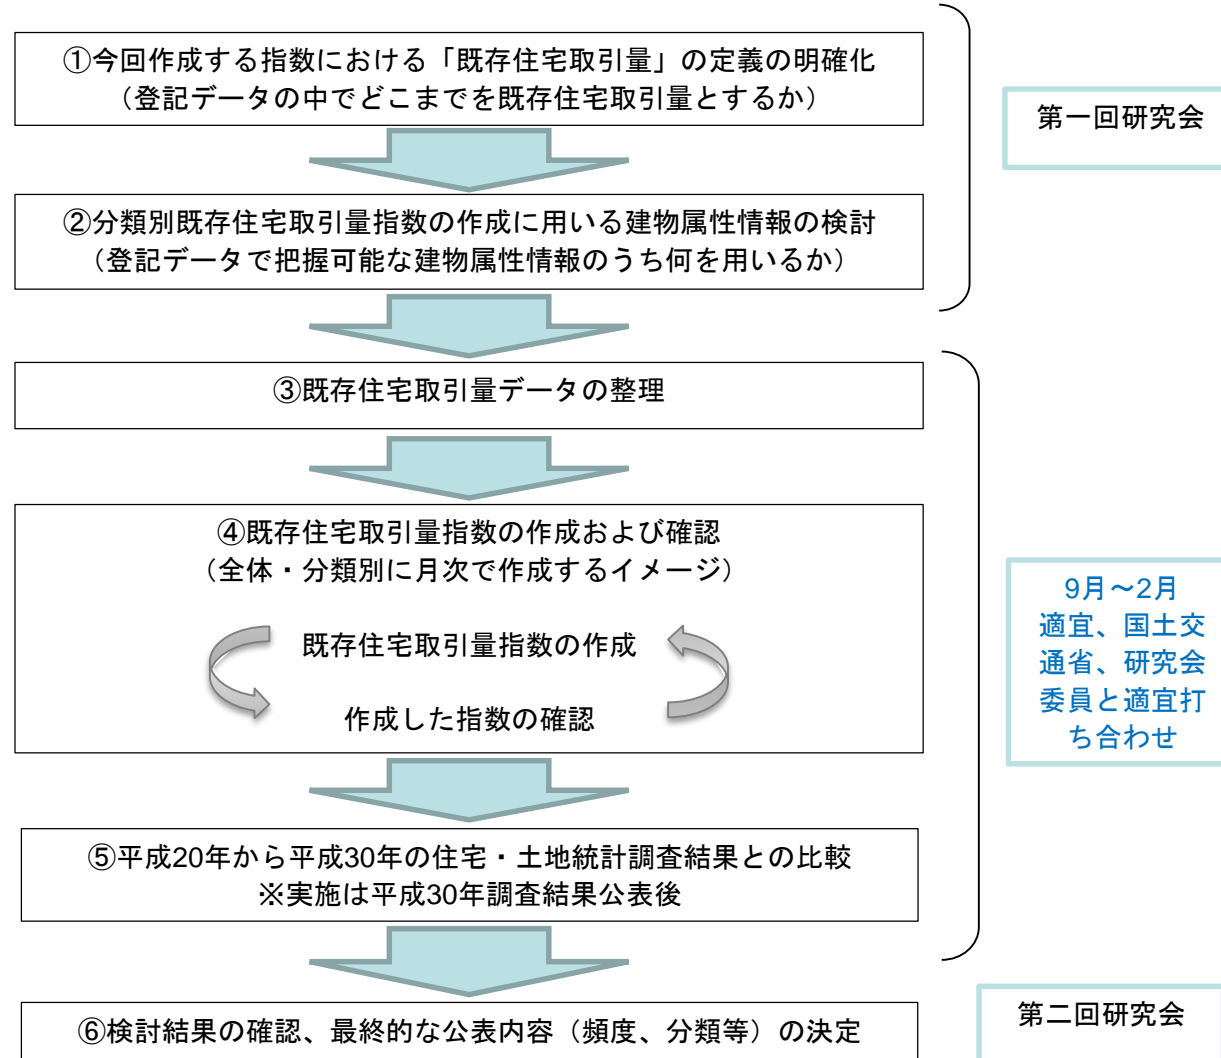 ①今回作成する指数における「既存住宅取引量」の定義の明確化
（登記データの中でどこまでを既存住宅取引量とするか）
第一回研究会
②分類別既存住宅取引量指数の作成に用いる建物属性情報の検討
（登記データで把握可能な建物属性情報のうち何を用いるか）
③既存住宅取引量データの整理
④既存住宅取引量指数の作成および確認
（全体・分類別に月次で作成するイメージ）
既存住宅取引量指数の作成
作成した指数の確認
9月～2月
適宜、国土交
通省、研究会
委員と適宜打
ち合わせ
⑤平成20年から平成30年の住宅・土地統計調査結果との比較
※実施は平成30年調査結果公表後
第二回研究会
⑥検討結果の確認、最終的な公表内容（頻度、分類等）の決定